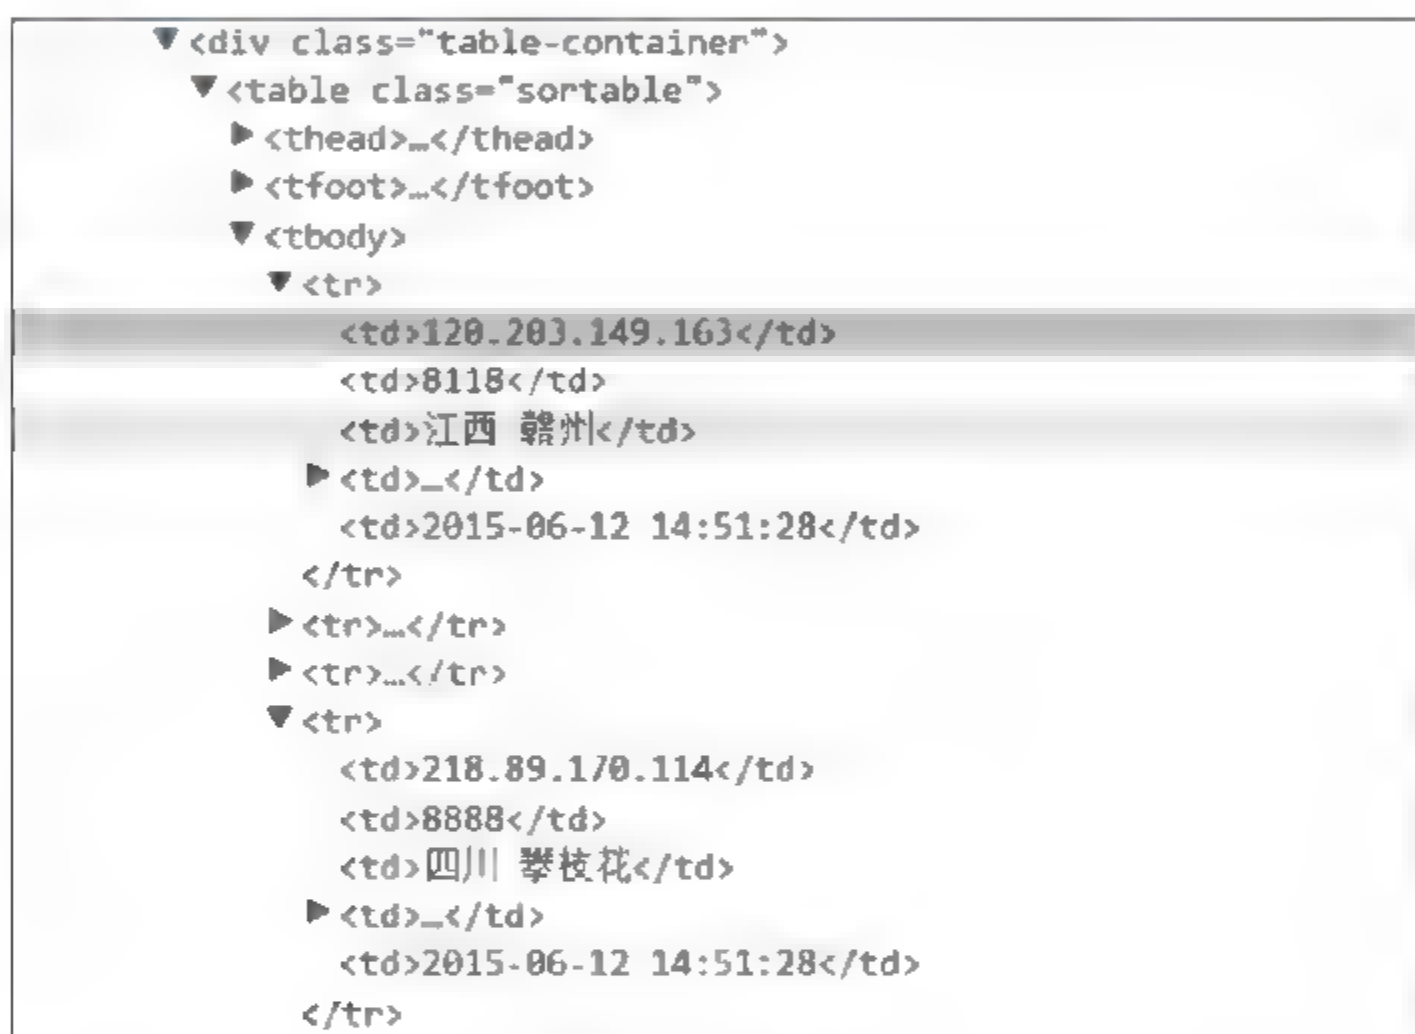 ▼<div class="table-container">
▼<table class="sortable">
▶<thead>…</thead>
▶<tfoot>…</tfoot>
▼<tbody>
▼<tr>
<td>120.203.149.163</td>
<td>8118</td>
<td>江西 赣州</td>
▶<td>…</td>
<td>2015-06-12 14:51:28</td>
</tr>
▶<tr>…</tr>
▶<tr>…</tr>
▼<tr>
<td>218.89.170.114</td>
<td>8888</td>
<td>四川 攀枝花</td>
▶<td>…</td>
<td>2015-06-12 14:51:28</td>
</tr>